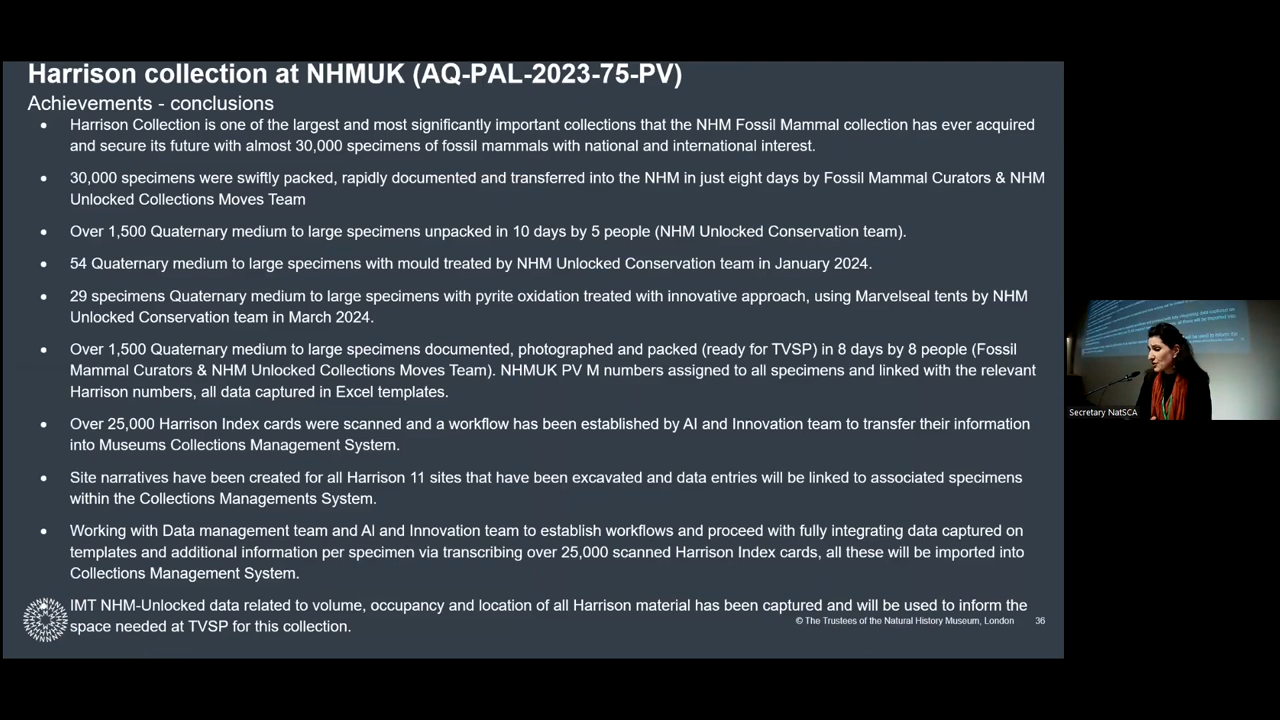 Harrison collection at NHMUK (AQ-PAL-2023-75-PV)
Achievements - conclusions
• Harrison Collection is one of the largest and most significantly important collections that the NHM Fossil Mammal collection has ever acquired
and secure its future with almost 30,000 specimens of fossil mammals with national and international interest.
• 30,000 specimens were swiftly packed, rapidly documented and transferred into the NHM in just eight days by Fossil Mammal Curators & NHM
Unlocked Collections Moves Team
• Over 1,500 Quaternary medium to large specimens unpacked in 10 days by 5 people (NHM Unlocked Conservation team).
• 54 Quaternary medium to large specimens with mould treated by NHM Unlocked Conservation team in January 2024.
• 29 specimens Quaternary medium to large specimens with pyrite oxidation treated with innovative approach, using Marvelseal tents by NHM
Unlocked Conservation team in March 2024.
• Over 1,500 Quaternary medium to large specimens documented, photographed and packed (ready for TVSP) in 8 days by 8 people (Fossil
Mammal Curators & NHM Unlocked Collections Moves Team). NHMUK PV M numbers assigned to all specimens and linked with the relevant
Harrison numbers, all data captured in Excel templates.
• Over 25,000 Harrison Index cards were scanned and a workflow has been established by AI and Innovation team to transfer their information
into Museums Collections Management System.
• Site narratives have been created for all Harrison 11 sites that have been excavated and data entries will be linked to associated specimens
within the Collections Managements System.
• Working with Data management team and AI and Innovation team to establish workflows and proceed with fully integrating data captured on
templates and additional information per specimen via transcribing over 25,000 scanned Harrison Index cards, all these will be imported into
Collections Management System.
IMT NHM-Unlocked data related to volume, occupancy and location of all Harrison material has been captured and will be used to inform the
space needed at TVSP for this collection.
© The Trustees of the Natural History Museum, London 36
Secretary NatSCA